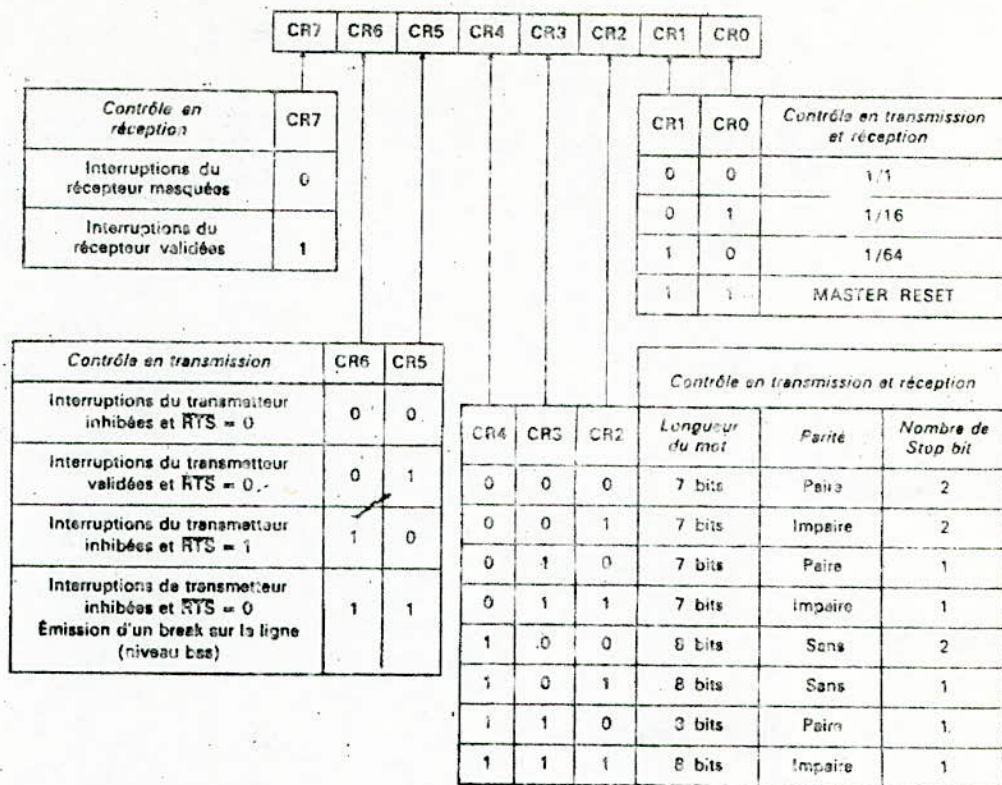 CR7 CR6 CR5 CR4 CR3 CR2 CR1 CR0
Contrôle en
réception
CR7
Interruptions du
récepteur masquées
0
Interruptions du
récepteur validées
1
CR1 CR0 Contrôle en transmission
et réception
0 0 1/1
0 1 1/16
1 0 1/64
1 1 MASTER RESET
Contrôle en transmission CR6 CR5
Interruptions du transmetteur
inhibées et RTS = 0
0 0
Interruptions du transmetteur
validées et RTS = 0
0 1
Interruptions du transmetteur
inhibées et RTS = 1
1 0
Interruptions de transmetteur
inhibées et RTS = 0
Émission d'un break sur la ligne
(niveau bas)
1 1
Contrôle en transmission et réception
CR4 CR3 CR2 Longueur
du mot
Parité Nombre de
Stop bit
0 0 0 7 bits Paire 2
0 0 1 7 bits Impaire 2
0 1 0 7 bits Paire 1
0 1 1 7 bits Impaire 1
1 0 0 8 bits Sans 2
1 0 1 8 bits Sans 1
1 1 0 8 bits Paire 1
1 1 1 8 bits Impaire 1